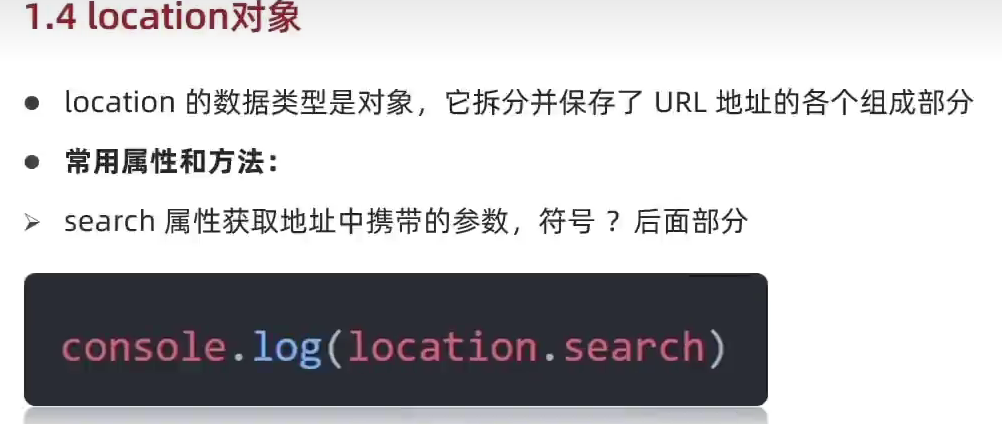 1.4 location对象
● location 的数据类型是对象，它拆分并保存了 URL 地址的各个组成部分
● 常用属性和方法：
➢ search 属性获取地址中携带的参数，符号 ？后面部分
console.log(location.search)